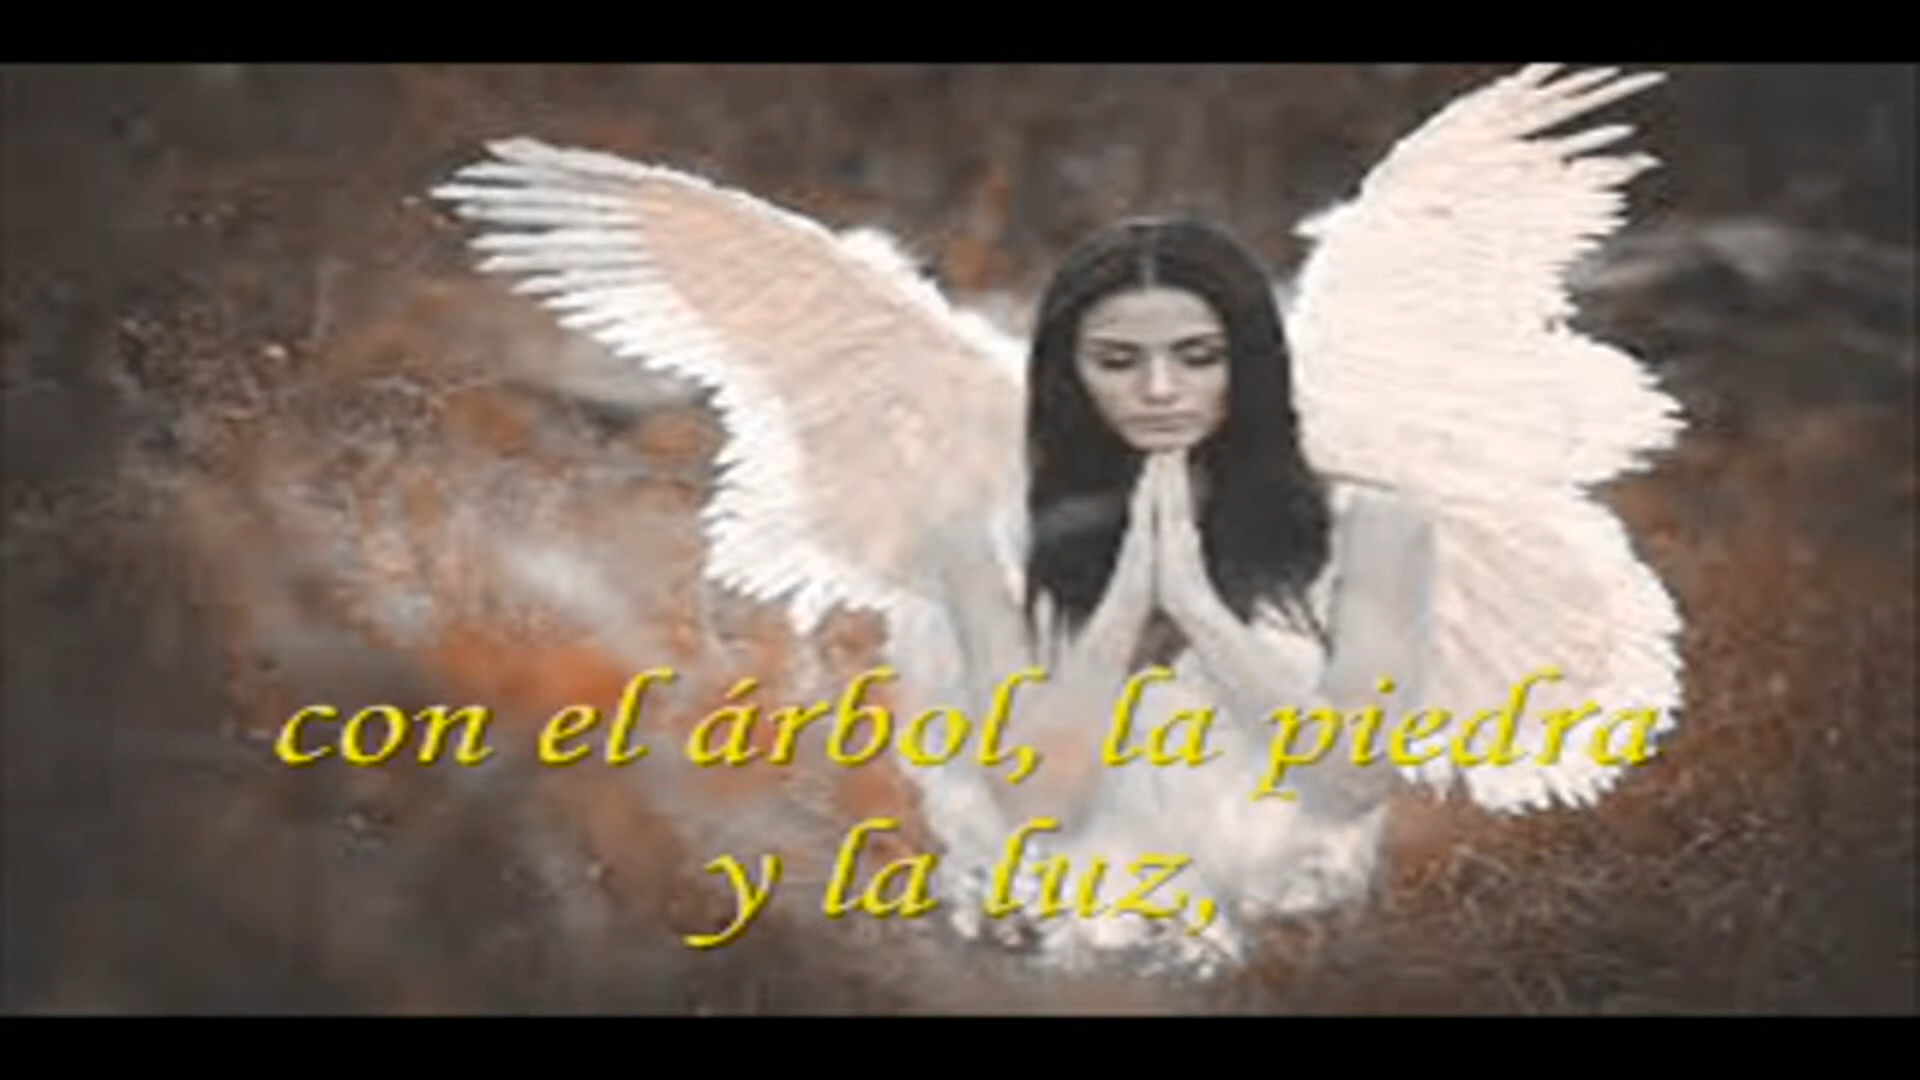 con el árbol, la piedra
y la luz,